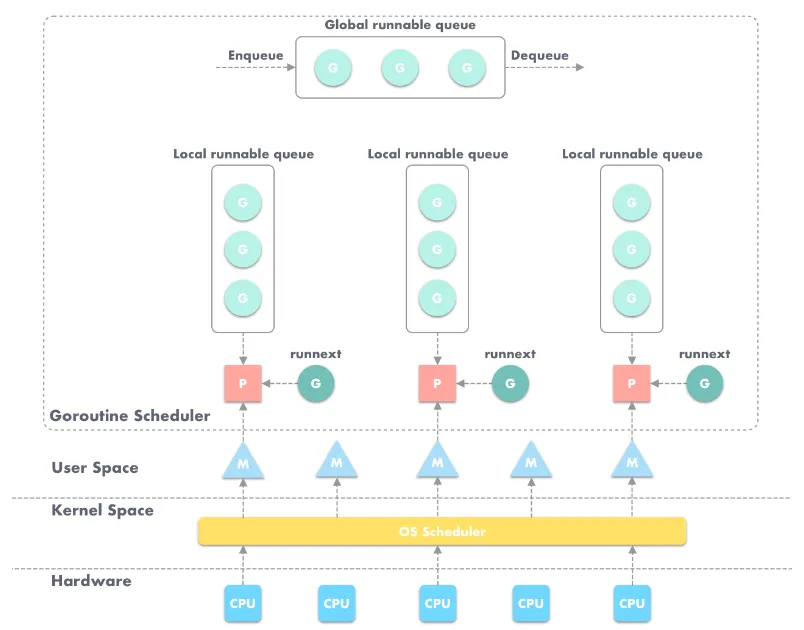 Global runnable queue
Enqueue
Dequeue
G G G
Local runnable queue Local runnable queue Local runnable queue
G G G
G G G
G G G
runnext runnext runnext
P G P G P G
Goroutine Scheduler
M M M M M
User Space
Kernel Space
OS Scheduler
Hardware
CPU CPU CPU CPU CPU